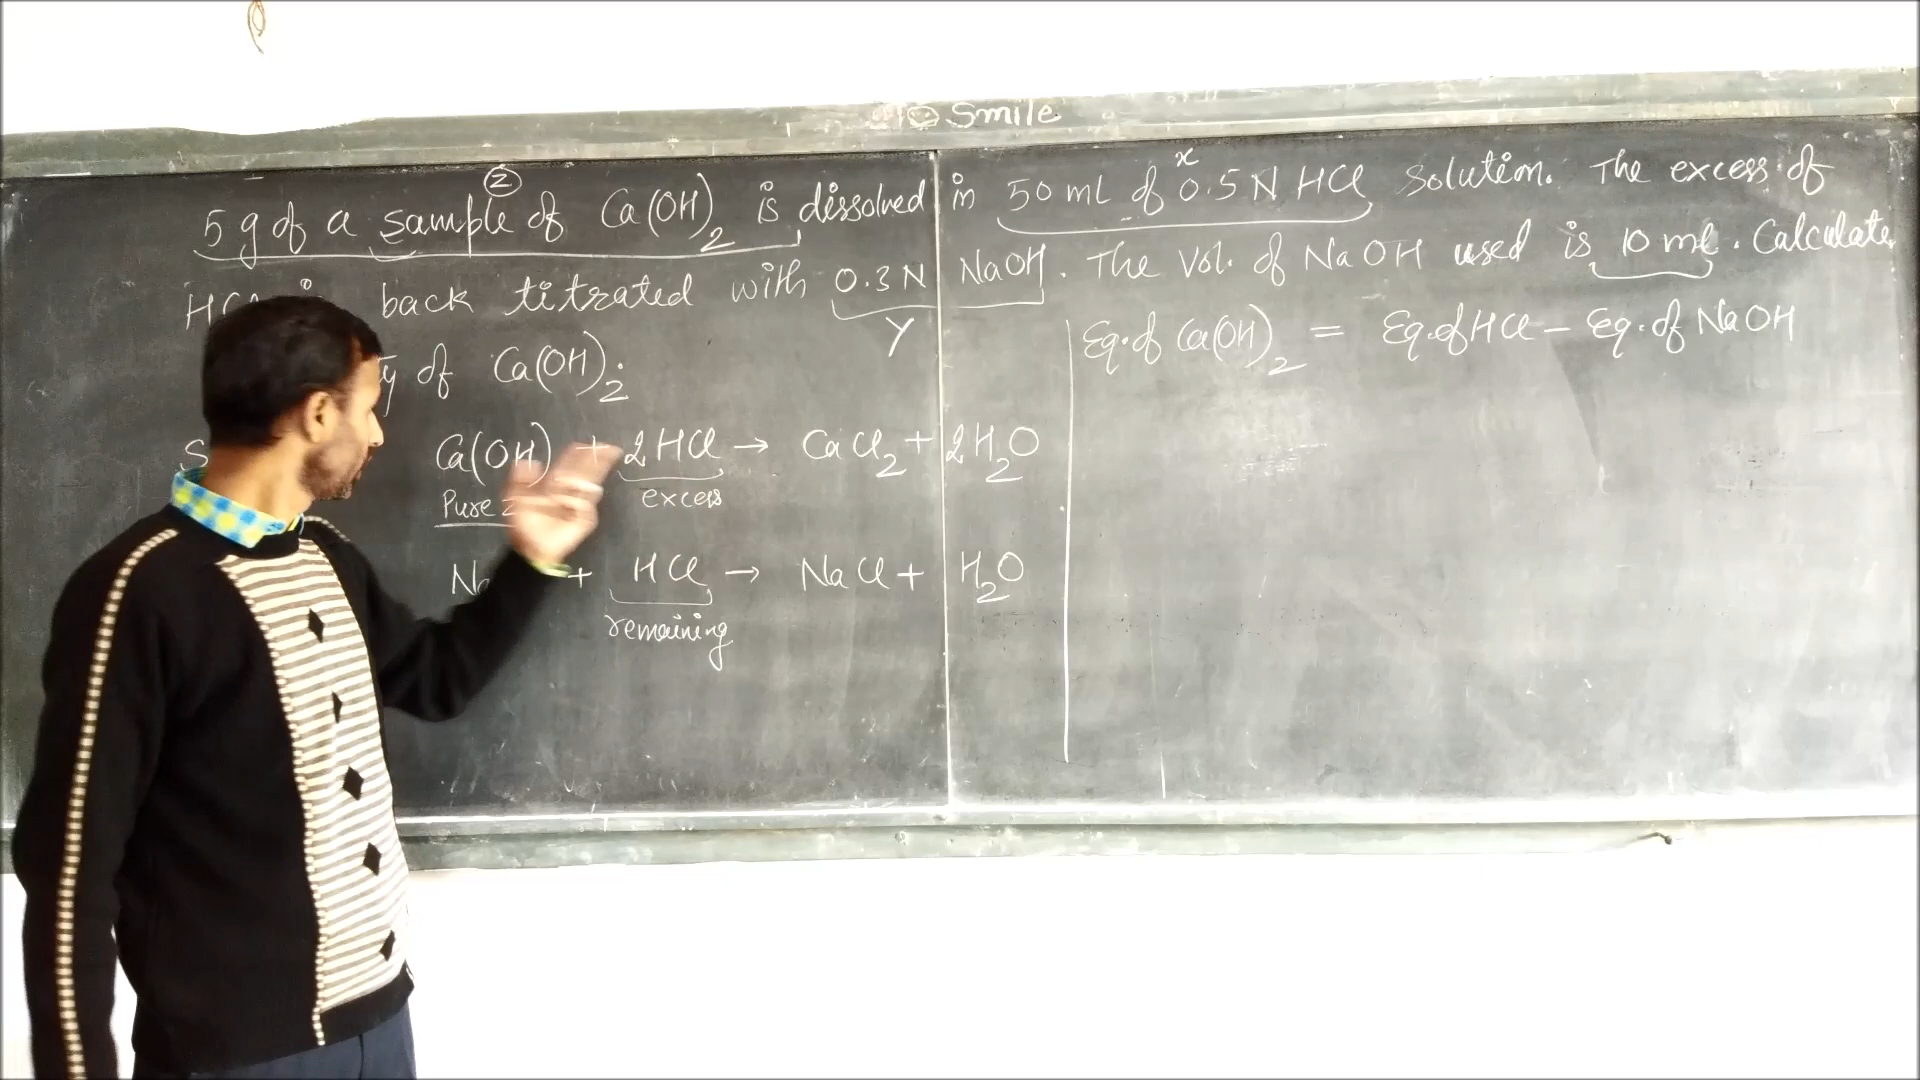 Smile
5 g of a sample of Ca(OH)2 is dissolved in 50 ml of 0.5 N HCl solution. The excess of
z
x
back titrated with 0.3 N NaOH. The Vol. of NaOH used is 10 ml. Calculate
Y
of Ca(OH)2.
Eq. of Ca(OH)2 = Eq. of HCl - Eq. of NaOH
Ca(OH) + 2HCl → CaCl2 + 2H2O
Pure
excess
+ HCl → NaCl + H2O
remaining